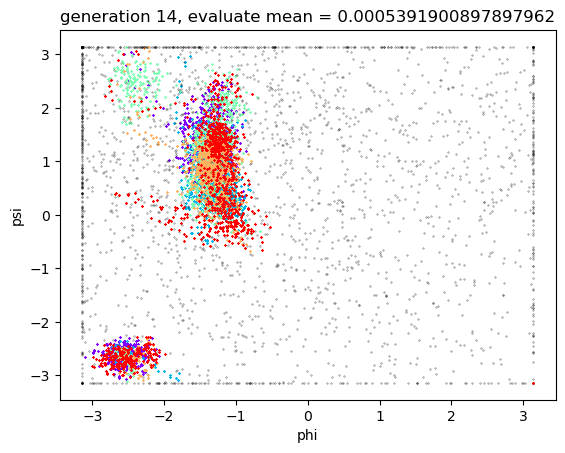 generation 14, evaluate mean = 0.0005391900897897962
3
2
1
0
−1
−2
−3
psi
−3 −2 −1 0 1 2 3
phi